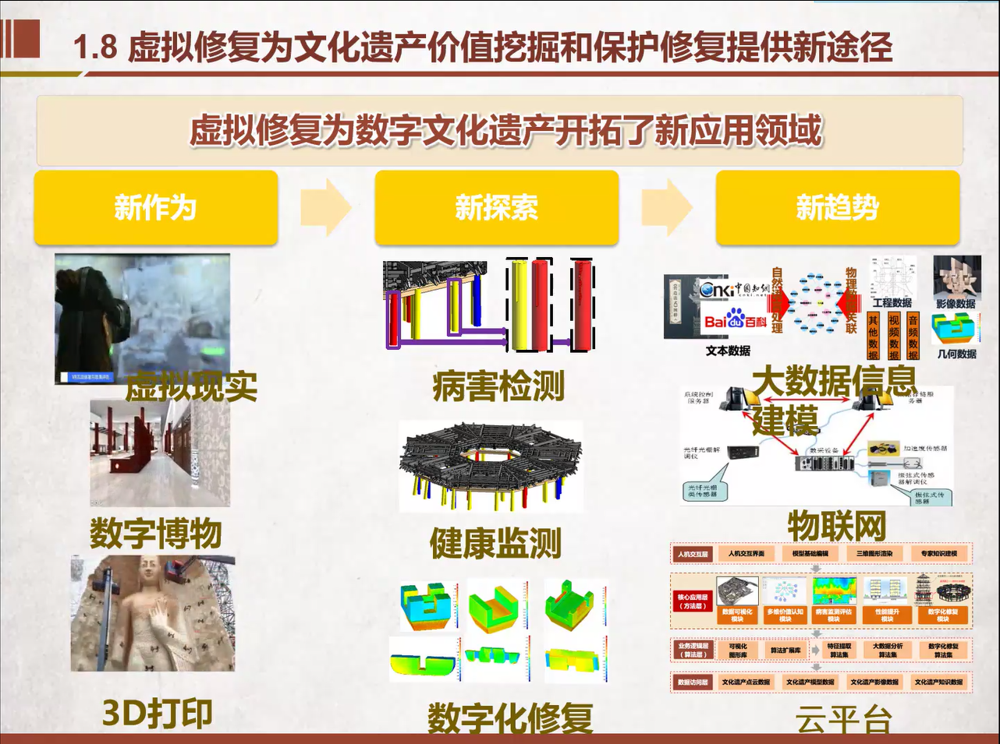 1.8 虚拟修复为文化遗产价值挖掘和保护修复提供新途径
虚拟修复为数字文化遗产开拓了新应用领域
新作为
新探索
新趋势
虚拟现实
数字博物
3D打印
病害检测
健康监测
数字化修复
中国知网
Bai du 百科
文本数据
自然
处理
物理
关联
工程数据
影像数据
其他数据
视频数据
音频数据
几何数据
大数据信息
建模
系统控制
服务器
务器
光纤光栅解
调仪
数采设备
加速度传感器
振弦式传感
器解调仪
光纤光栅
类传感器
振弦式传
感器
物联网
人机交互层
人机交互界面
模型基础编辑
三维图形渲染
专家知识建模
核心应用层
（方法层）
数据可视化
模块
多维价值认知
模块
病害监测评估
模块
性能提升
模块
数字化修复
模块
业务逻辑层
（算法层）
可视化
图形库
算法扩展库
特征提取
算法集
大数据分析
算法集
数字化修复
算法集
数据访问层
文化遗产点云数据
文化遗产模型数据
文化遗产影像数据
文化遗产知识数据
云平台